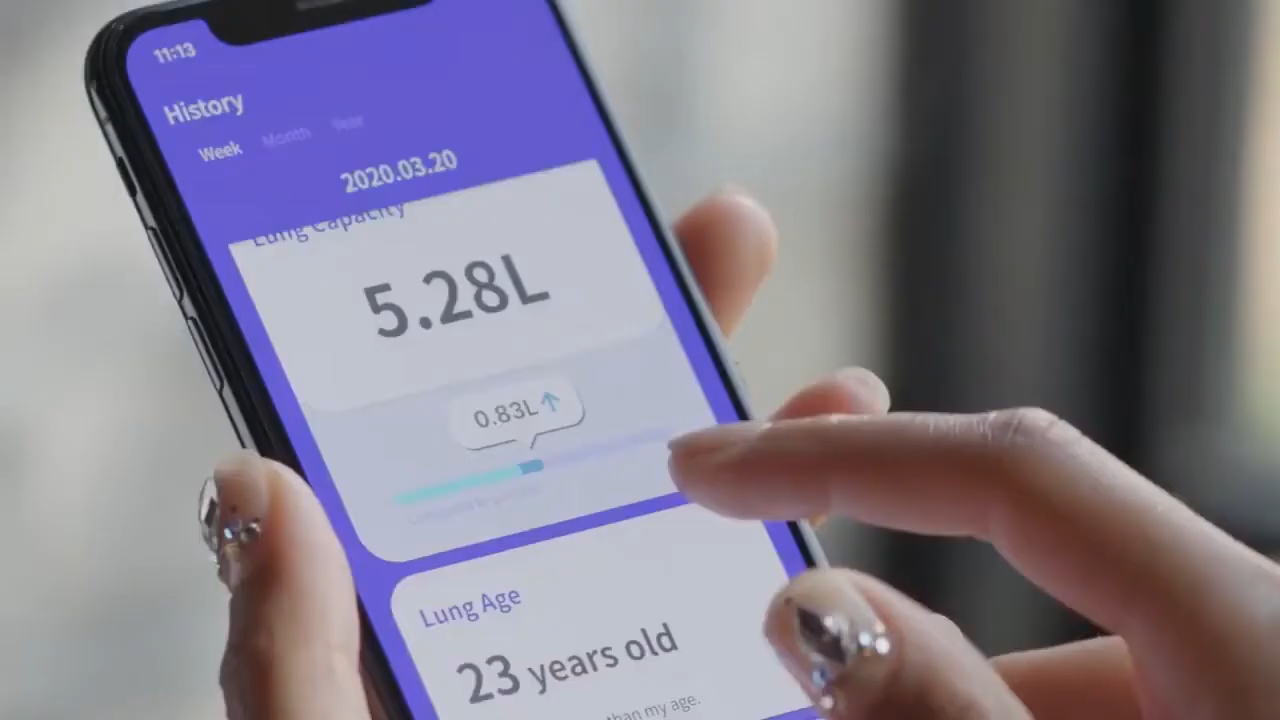 11:13
History
Week Month Year
2020.03.20
Lung Capacity
5.28L
0.83L↑
Lung Age
23 years old
than my age.